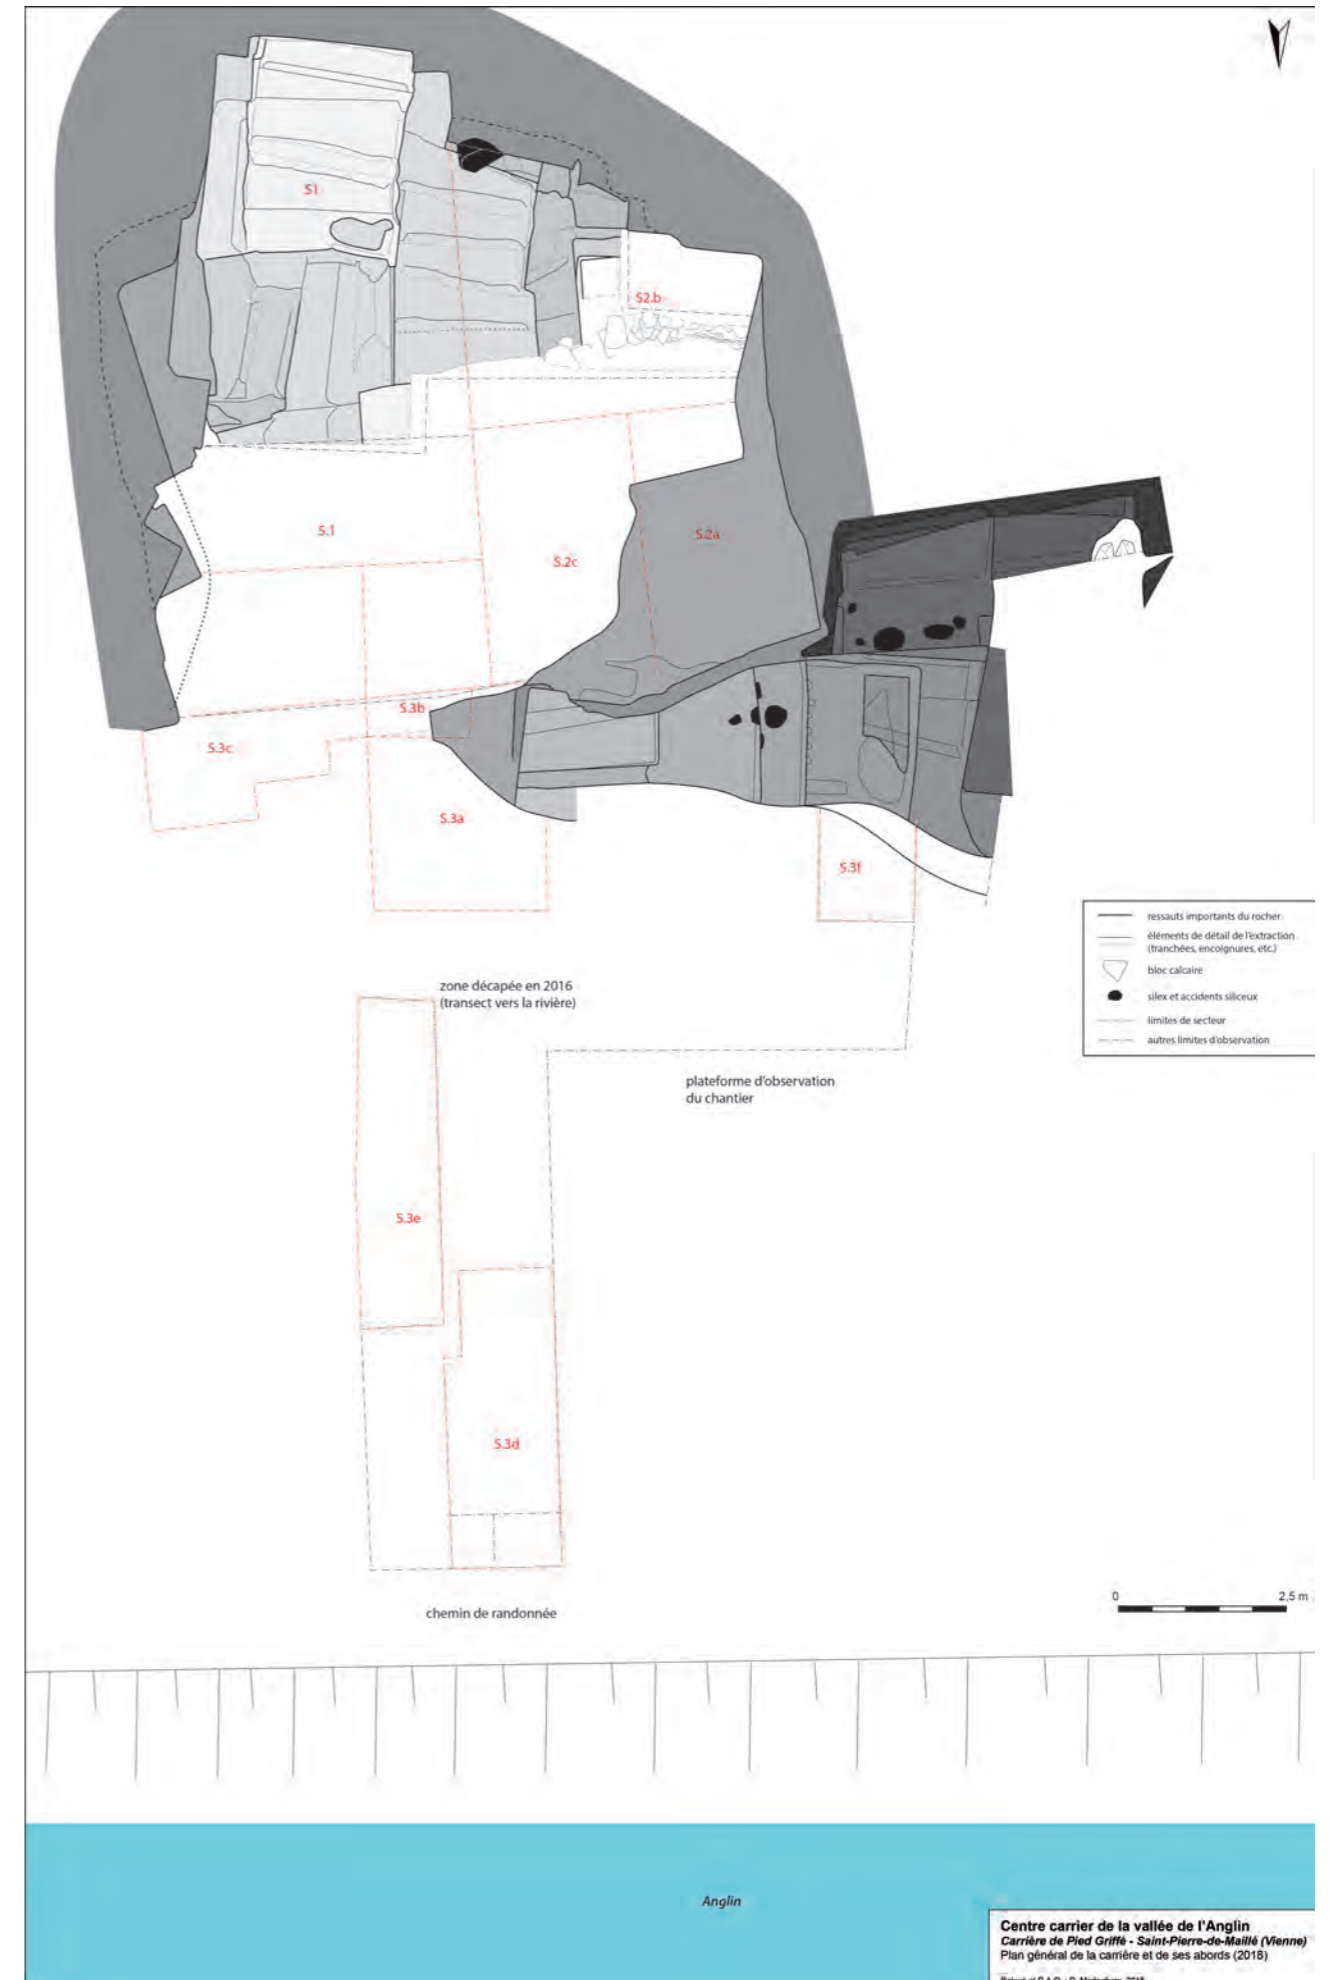 S1
S2.b
S.1
S.2c
S.2a
S.3b
S.3c
S.3a
S.3f
ressauts importants du rocher
éléments de détail de l'extraction
(tranchées, encoignures, etc.)
bloc calcaire
silex et accidents siliceux
limites de secteur
autres limites d'observation
zone décapée en 2016
(transect vers la rivière)
plateforme d'observation
du chantier
S.3e
S.3d
0 2,5 m
chemin de randonnée
Anglin
Centre carrier de la vallée de l'Anglin
Carrière de Pied Griffé - Saint-Pierre-de-Maillé (Vienne)
Plan général de la carrière et de ses abords (2018)